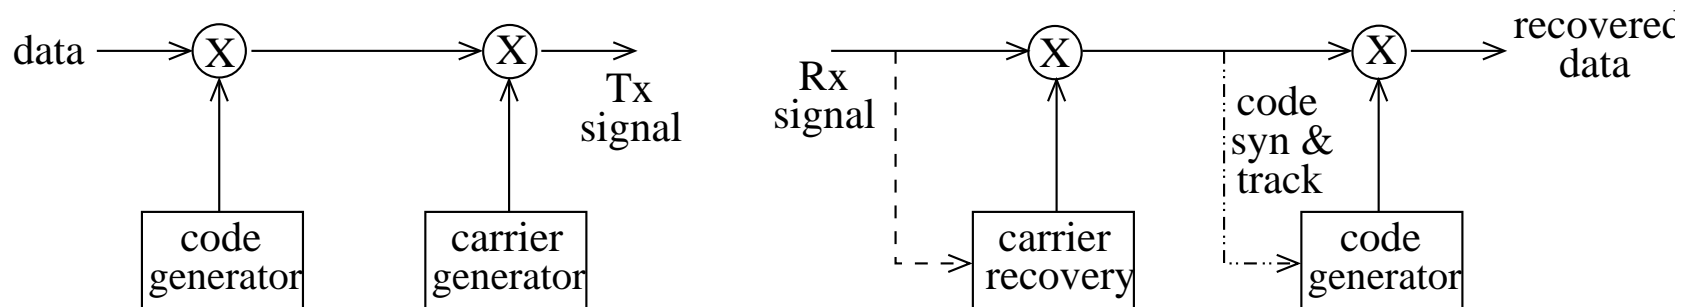 data
X
X
Tx
signal
code
generator
carrier
generator
Rx
signal
X
code
syn &
track
X
recovered
data
carrier
recovery
code
generator